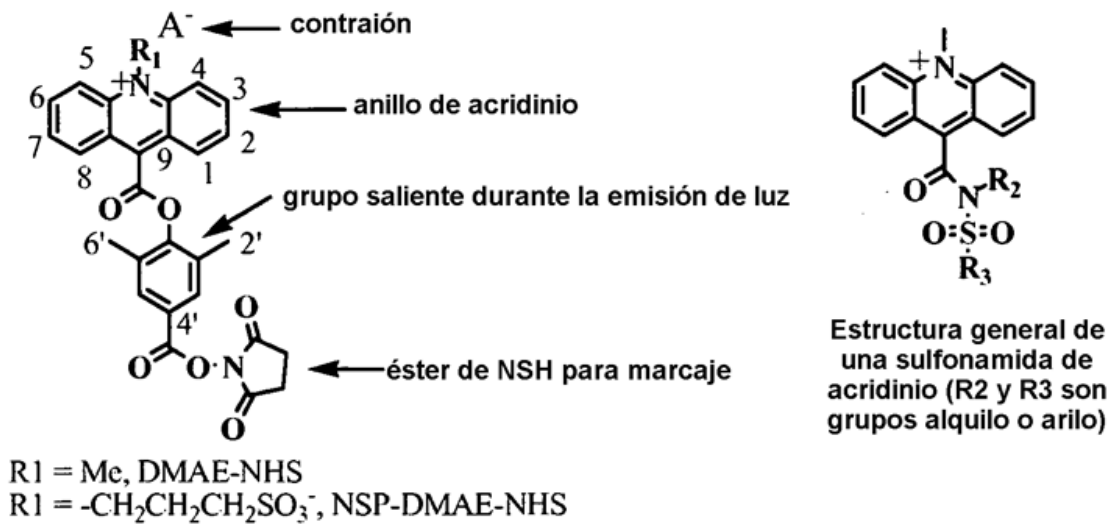 A⁻ contraión
R₁
5 +N 4
6 3
anillo de acridinio
7 2
8 9 1
O O
grupo saliente durante la emisión de luz
6' 2'
4'
O
O O·N
éster de NSH para marcaje
O
R1 = Me, DMAE-NHS
R1 = -CH₂CH₂CH₂SO₃⁻, NSP-DMAE-NHS
+N
O N R₂
O=S=O
R₃
Estructura general de
una sulfonamida de
acridinio (R2 y R3 son
grupos alquilo o arilo)